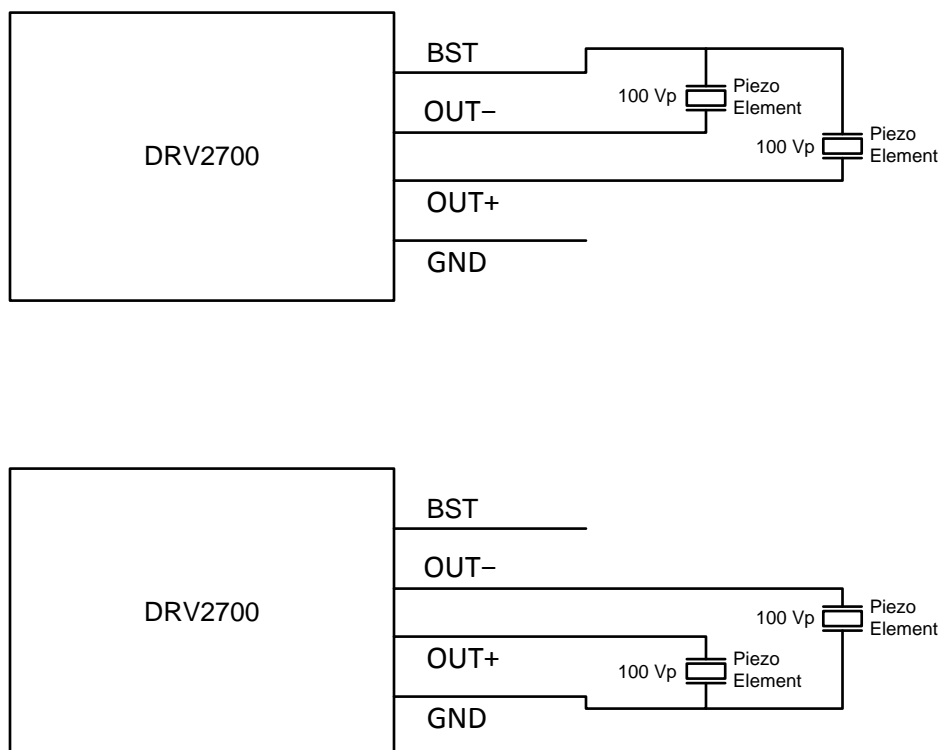 BST
100 Vp
Piezo
Element
OUT−
DRV2700
100 Vp
Piezo
Element
OUT+
GND
BST
OUT−
DRV2700
100 Vp
Piezo
Element
OUT+
100 Vp
Piezo
Element
GND